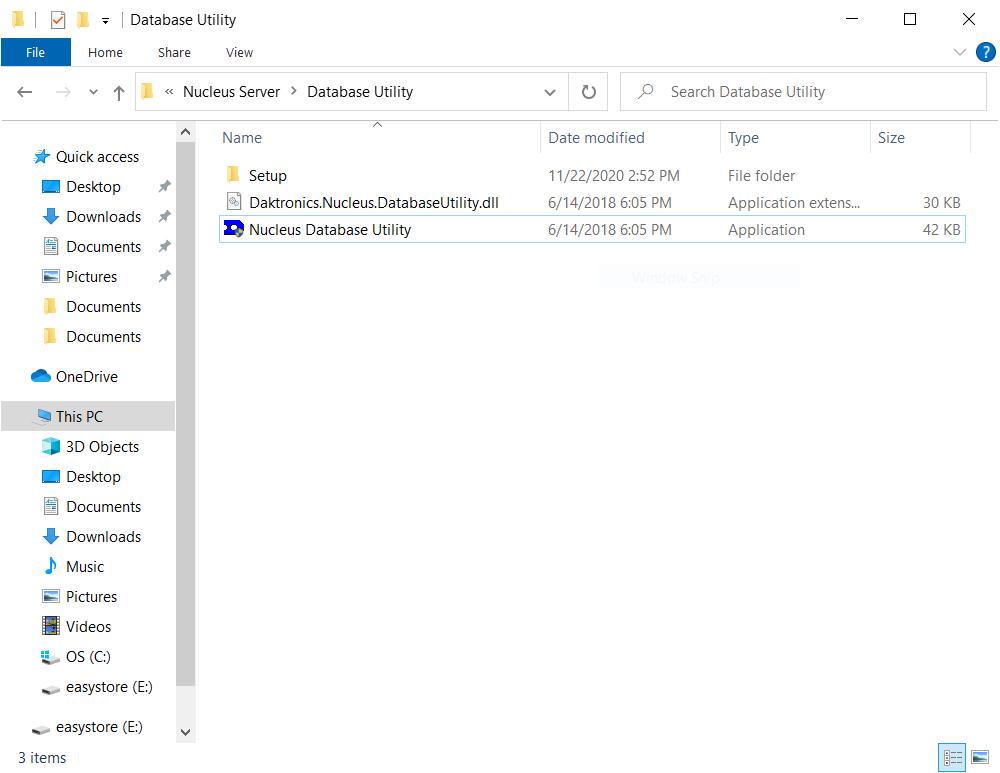 Database Utility
File Home Share View ?
« Nucleus Server > Database Utility Search Database Utility
Name Date modified Type Size
Setup 11/22/2020 2:52 PM File folder
Daktronics.Nucleus.DatabaseUtility.dll 6/14/2018 6:05 PM Application extens... 30 KB
Nucleus Database Utility 6/14/2018 6:05 PM Application 42 KB
Window Snip
Quick access
Desktop
Downloads
Documents
Pictures
Documents
Documents
OneDrive
This PC
3D Objects
Desktop
Documents
Downloads
Music
Pictures
Videos
OS (C:)
easystore (E:)
easystore (E:)
3 items